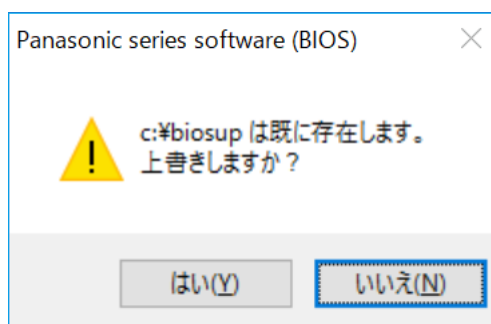 Panasonic series software (BIOS)
c:¥biosup は既に存在します。
上書きしますか？
はい(Y)
いいえ(N)